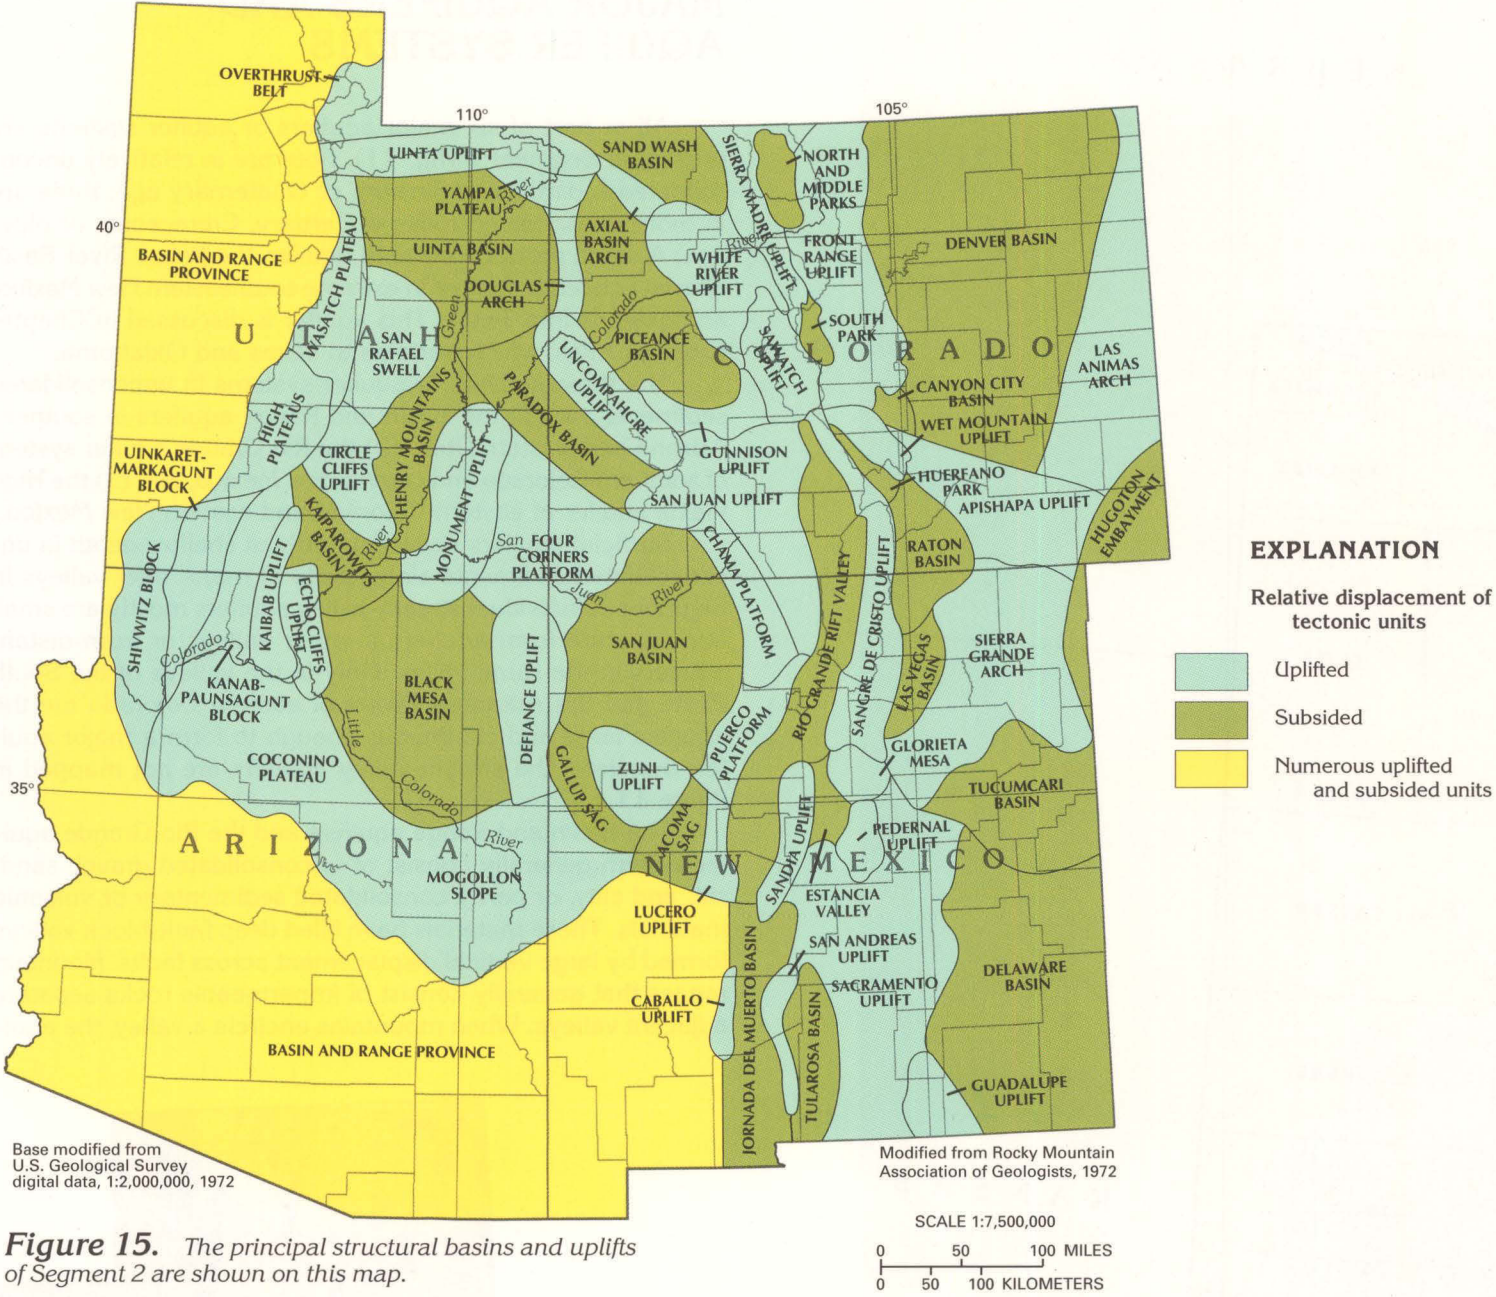 OVERTHRUST
BELT
110°
105°
UINTA UPLIFT
SAND WASH
BASIN
SIERRA MADRE UPLIFT
NORTH
AND
MIDDLE
PARKS
YAMPA
PLATEAU
River
40°
WASATCH PLATEAU
UINTA BASIN
AXIAL
BASIN
ARCH
River
FRONT
RANGE
UPLIFT
DENVER BASIN
BASIN AND RANGE
PROVINCE
WHITE
RIVER
UPLIFT
DOUGLAS
ARCH
Green
Colorado
SOUTH
PARK
UTAH
SAN
RAFAEL
SWELL
PICEANCE
BASIN
SAWATCH
UPLIFT
COLORADO
LAS
ANIMAS
ARCH
UNCOMPAHGRE
UPLIFT
PARADOX BASIN
HENRY MOUNTAINS
BASIN
CANYON CITY
BASIN
WET MOUNTAIN
UPLIFT
HIGH
PLATEAUS
UINKARET-
MARKAGUNT
BLOCK
CIRCLE
CLIFFS
UPLIFT
MONUMENT UPLIFT
GUNNISON
UPLIFT
HUERFANO
PARK
SAN JUAN UPLIFT
APISHAPA UPLIFT
HUGOTON
EMBAYMENT
KAIPAROWITS
BASIN
River
San
FOUR
CORNERS
PLATFORM
Juan
River
CHAMA PLATFORM
RATON
BASIN
SHIVWITZ BLOCK
KAIBAB UPLIFT
ECHO CLIFFS
UPLIFT
RIO GRANDE RIFT VALLEY
SANGRE DE CRISTO UPLIFT
LAS VEGAS
BASIN
SIERRA
GRANDE
ARCH
Colorado
SAN JUAN
BASIN
KANAB-
PAUNSAGUNT
BLOCK
BLACK
MESA
BASIN
DEFIANCE UPLIFT
Little
Colorado
River
PUERCO
PLATFORM
COCONINO
PLATEAU
GALLUP SAG
ZUNI
UPLIFT
GLORIETA
MESA
TUCUMCARI
BASIN
35°
ACOMA
SAG
SANDIA UPLIFT
PEDERNAL
UPLIFT
ARIZONA
NEW MEXICO
MOGOLLON
SLOPE
LUCERO
UPLIFT
ESTANCIA
VALLEY
SAN ANDREAS
UPLIFT
DELAWARE
BASIN
SACRAMENTO
UPLIFT
CABALLO
UPLIFT
JORNADA DEL MUERTO BASIN
TULAROSA BASIN
BASIN AND RANGE PROVINCE
GUADALUPE
UPLIFT
EXPLANATION
Relative displacement of
tectonic units
Uplifted
Subsided
Numerous uplifted
and subsided units
Base modified from
U.S. Geological Survey
digital data, 1:2,000,000, 1972
Modified from Rocky Mountain
Association of Geologists, 1972
SCALE 1:7,500,000
0 50 100 MILES
0 50 100 KILOMETERS
Figure 15. The principal structural basins and uplifts
of Segment 2 are shown on this map.